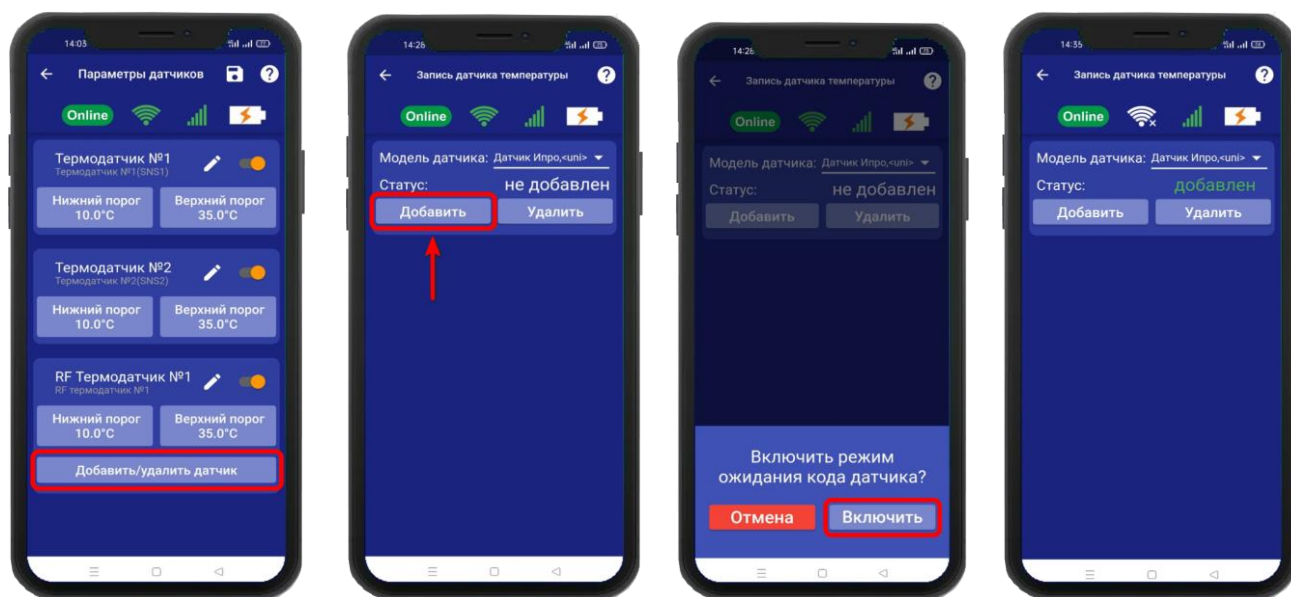 14:03
Параметры датчиков
Online
Термодатчик №1
Термодатчик №1(SNS1)
Нижний порог
10.0°C
Верхний порог
35.0°C
Термодатчик №2
Термодатчик №2(SNS2)
Нижний порог
10.0°C
Верхний порог
35.0°C
RF Термодатчик №1
RF термодатчик №1
Нижний порог
10.0°C
Верхний порог
35.0°C
Добавить/удалить датчик
14:28
Запись датчика температуры
?
Online
Модель датчика: Датчик Ипро,<uni>
Статус: не добавлен
Добавить Удалить
14:28
Запись датчика температуры
?
Online
Модель датчика: Датчик Ипро,<uni>
Статус: не добавлен
Добавить Удалить
Включить режим
ожидания кода датчика?
Отмена Включить
14:35
Запись датчика температуры
?
Online
Модель датчика: Датчик Ипро,<uni>
Статус: добавлен
Добавить Удалить